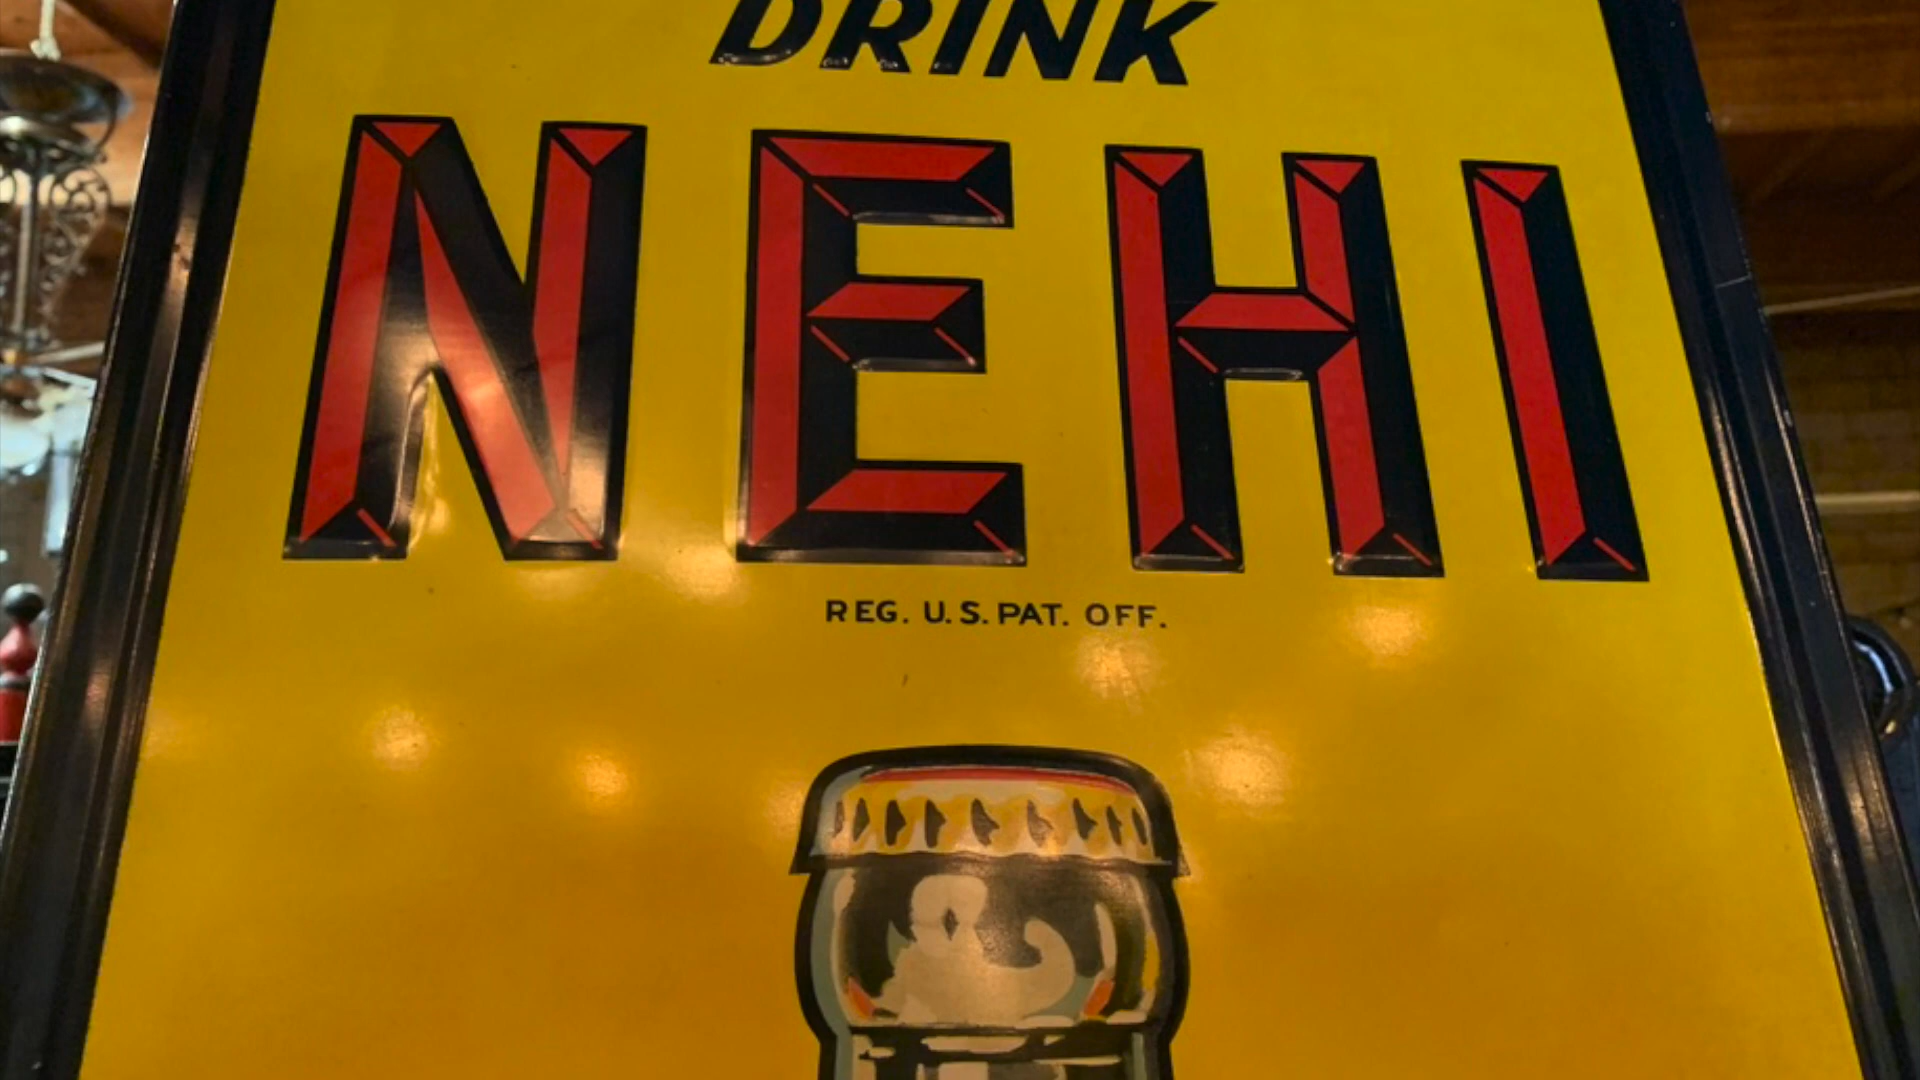 DRINK
NEHI
REG. U.S. PAT. OFF.